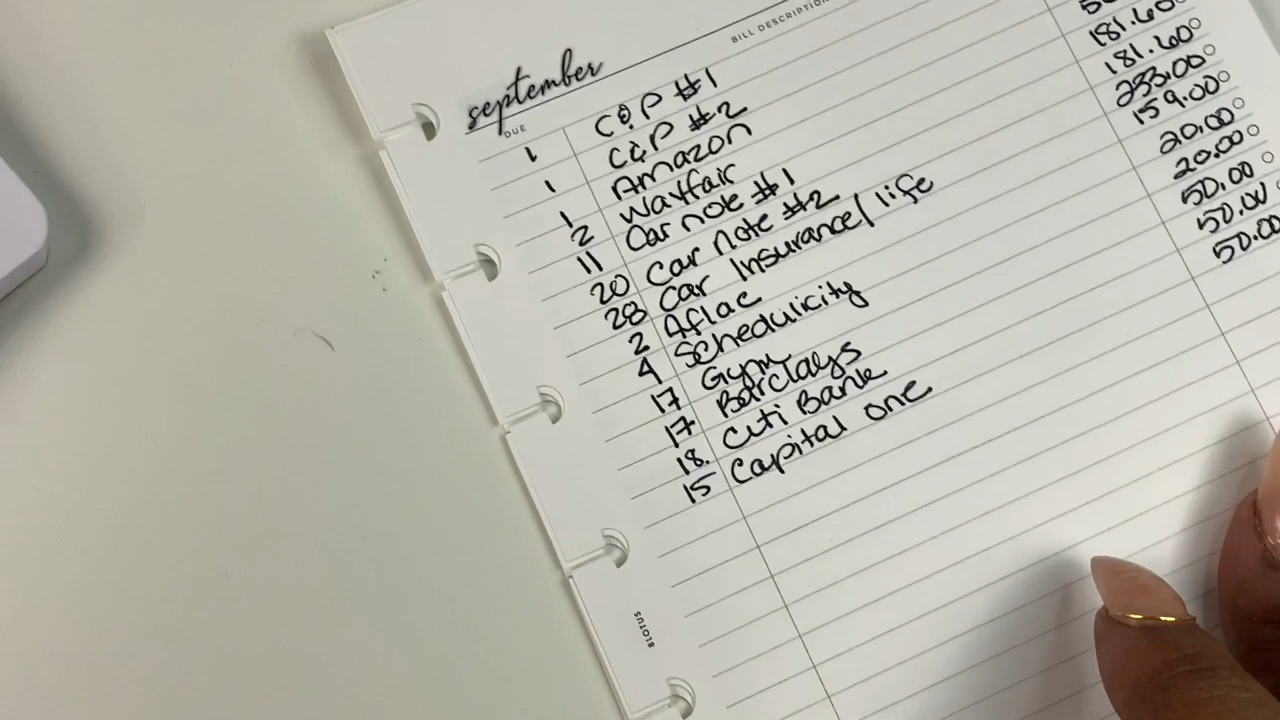 september
DUE BILL DESCRIPTION
1 C&P #1
1 C&P #2
1 Amazon
2 Wayfair
11 Car note #1 181.60
20 Car note #2 181.60
28 Car Insurance/life 233.00
2 Aflac 159.00
4 Schedulicity 20.00
17 Gym 20.00
17 Barclays 50.00
18. Citi Bank 50.00
15 Capital one 50.00
BLOTUS